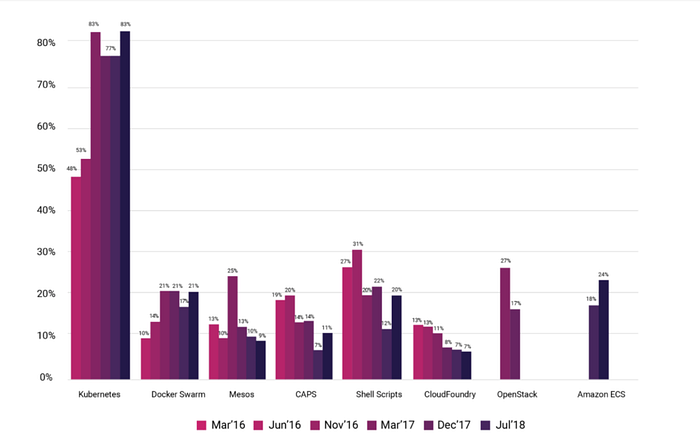 83% 83%
80%
77%
70%
60%
53%
50%
48%
40%
31%
30%
27% 27%
25%
24%
21% 21% 21% 22%
20%
19% 20% 20% 20%
18%
17% 17%
14% 14% 14%
13% 13% 13% 13%
12%
11% 11%
10%
10% 10% 10%
9%
8%
7% 7% 7%
0%
Kubernetes Docker Swarm Mesos CAPS Shell Scripts CloudFoundry OpenStack Amazon ECS
Mar'16 Jun'16 Nov'16 Mar'17 Dec'17 Jul'18